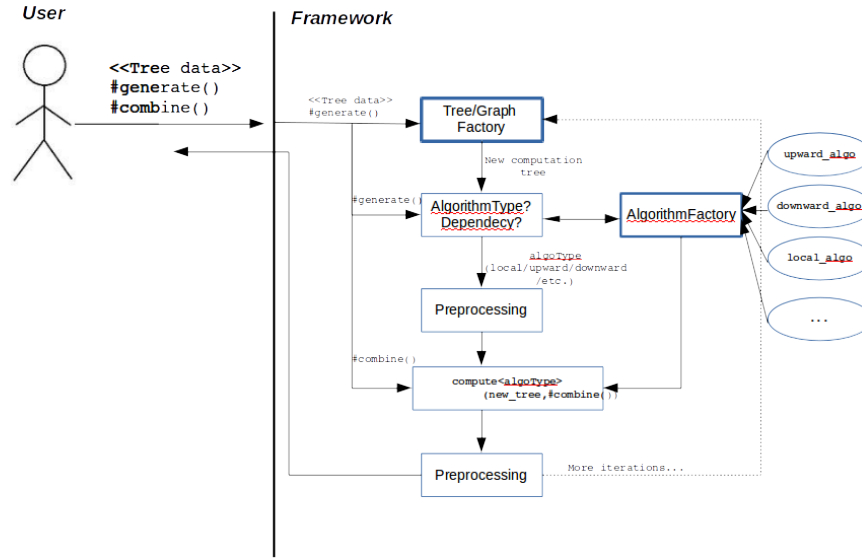 User
Framework
<<Tree data>>
#generate()
#combine()
<<Tree data>>
#generate()
Tree/Graph
Factory
New computation
tree
upward_algo
#generate()
AlgorithmType?
Dependecy?
AlgorithmFactory
downward_algo
algoType
(local/upward/downward
/etc.)
local_algo
Preprocessing
...
#combine()
compute<algoType>
(new_tree,#combine())
Preprocessing
More iterations...